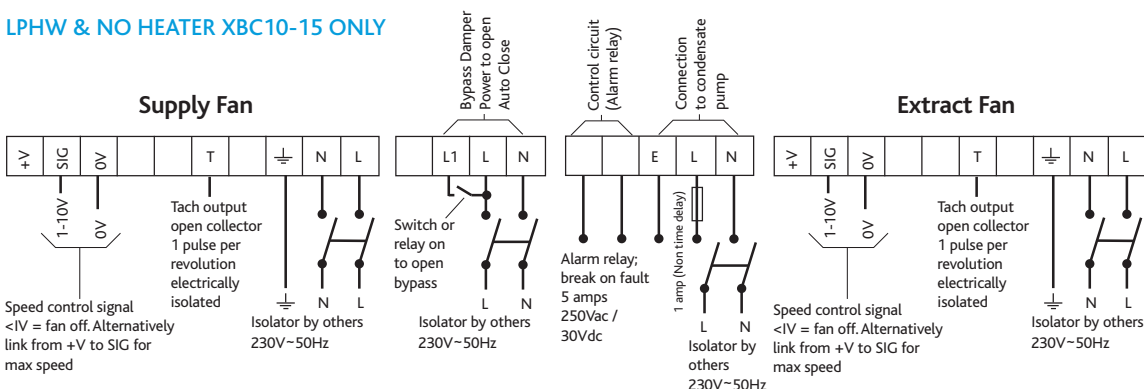 LPHW & NO HEATER XBC10-15 ONLY
Supply Fan
+V SIG 0V T ⏚ N L
1-10V
0V
Speed control signal
<IV = fan off. Alternatively
link from +V to SIG for
max speed
Tach output
open collector
1 pulse per
revolution
electrically
isolated
⏚ N L
Isolator by others
230V~50Hz
Bypass Damper
Power to open
Auto Close
L1 L N
Switch or
relay on
to open
bypass
L N
Isolator by others
230V~50Hz
Control circuit
(Alarm relay)
Connection
to condensate
pump
E L N
Alarm relay;
break on fault
5 amps
250Vac /
30Vdc
1 amp (Non time delay)
L N
Isolator by
others
230V~50Hz
Extract Fan
+V SIG 0V T ⏚ N L
1-10V
0V
Speed control signal
<IV = fan off. Alternatively
link from +V to SIG for
max speed
Tach output
open collector
1 pulse per
revolution
electrically
isolated
⏚ N L
Isolator by others
230V~50Hz